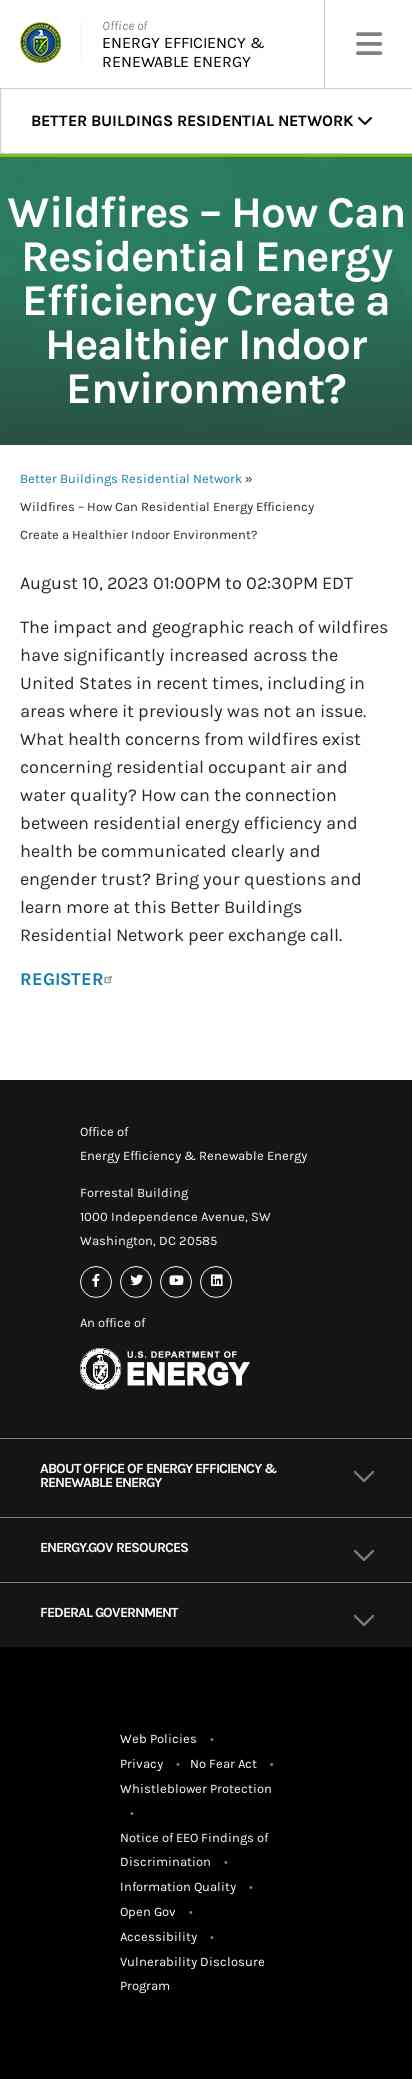 Office of
ENERGY EFFICIENCY &
RENEWABLE ENERGY
BETTER BUILDINGS RESIDENTIAL NETWORK
Wildfires – How Can
Residential Energy
Efficiency Create a
Healthier Indoor
Environment?
Better Buildings Residential Network »
Wildfires – How Can Residential Energy Efficiency
Create a Healthier Indoor Environment?
August 10, 2023 01:00PM to 02:30PM EDT
The impact and geographic reach of wildfires
have significantly increased across the
United States in recent times, including in
areas where it previously was not an issue.
What health concerns from wildfires exist
concerning residential occupant air and
water quality? How can the connection
between residential energy efficiency and
health be communicated clearly and
engender trust? Bring your questions and
learn more at this Better Buildings
Residential Network peer exchange call.
REGISTER
Office of
Energy Efficiency & Renewable Energy
Forrestal Building
1000 Independence Avenue, SW
Washington, DC 20585
An office of
U.S. DEPARTMENT OF
ENERGY
ABOUT OFFICE OF ENERGY EFFICIENCY &
RENEWABLE ENERGY
ENERGY.GOV RESOURCES
FEDERAL GOVERNMENT
Web Policies •
Privacy • No Fear Act •
Whistleblower Protection
•
Notice of EEO Findings of
Discrimination •
Information Quality •
Open Gov •
Accessibility •
Vulnerability Disclosure
Program